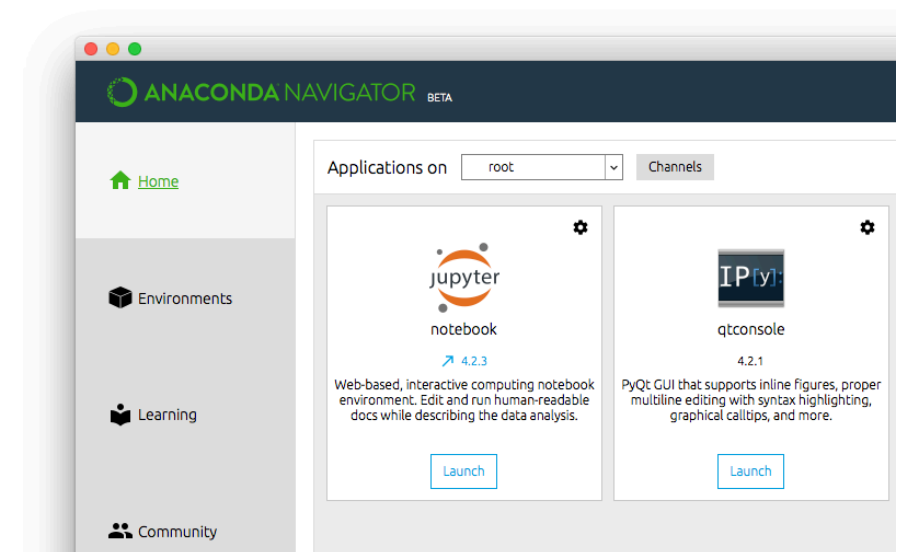 ANACONDA NAVIGATOR BETA
Home
Environments
Learning
Community
Applications on root Channels
jupyter
notebook
4.2.3
Web-based, interactive computing notebook
environment. Edit and run human-readable
docs while describing the data analysis.
Launch
IP[y]:
qtconsole
4.2.1
PyQt GUI that supports inline figures, proper
multiline editing with syntax highlighting,
graphical calltips, and more.
Launch